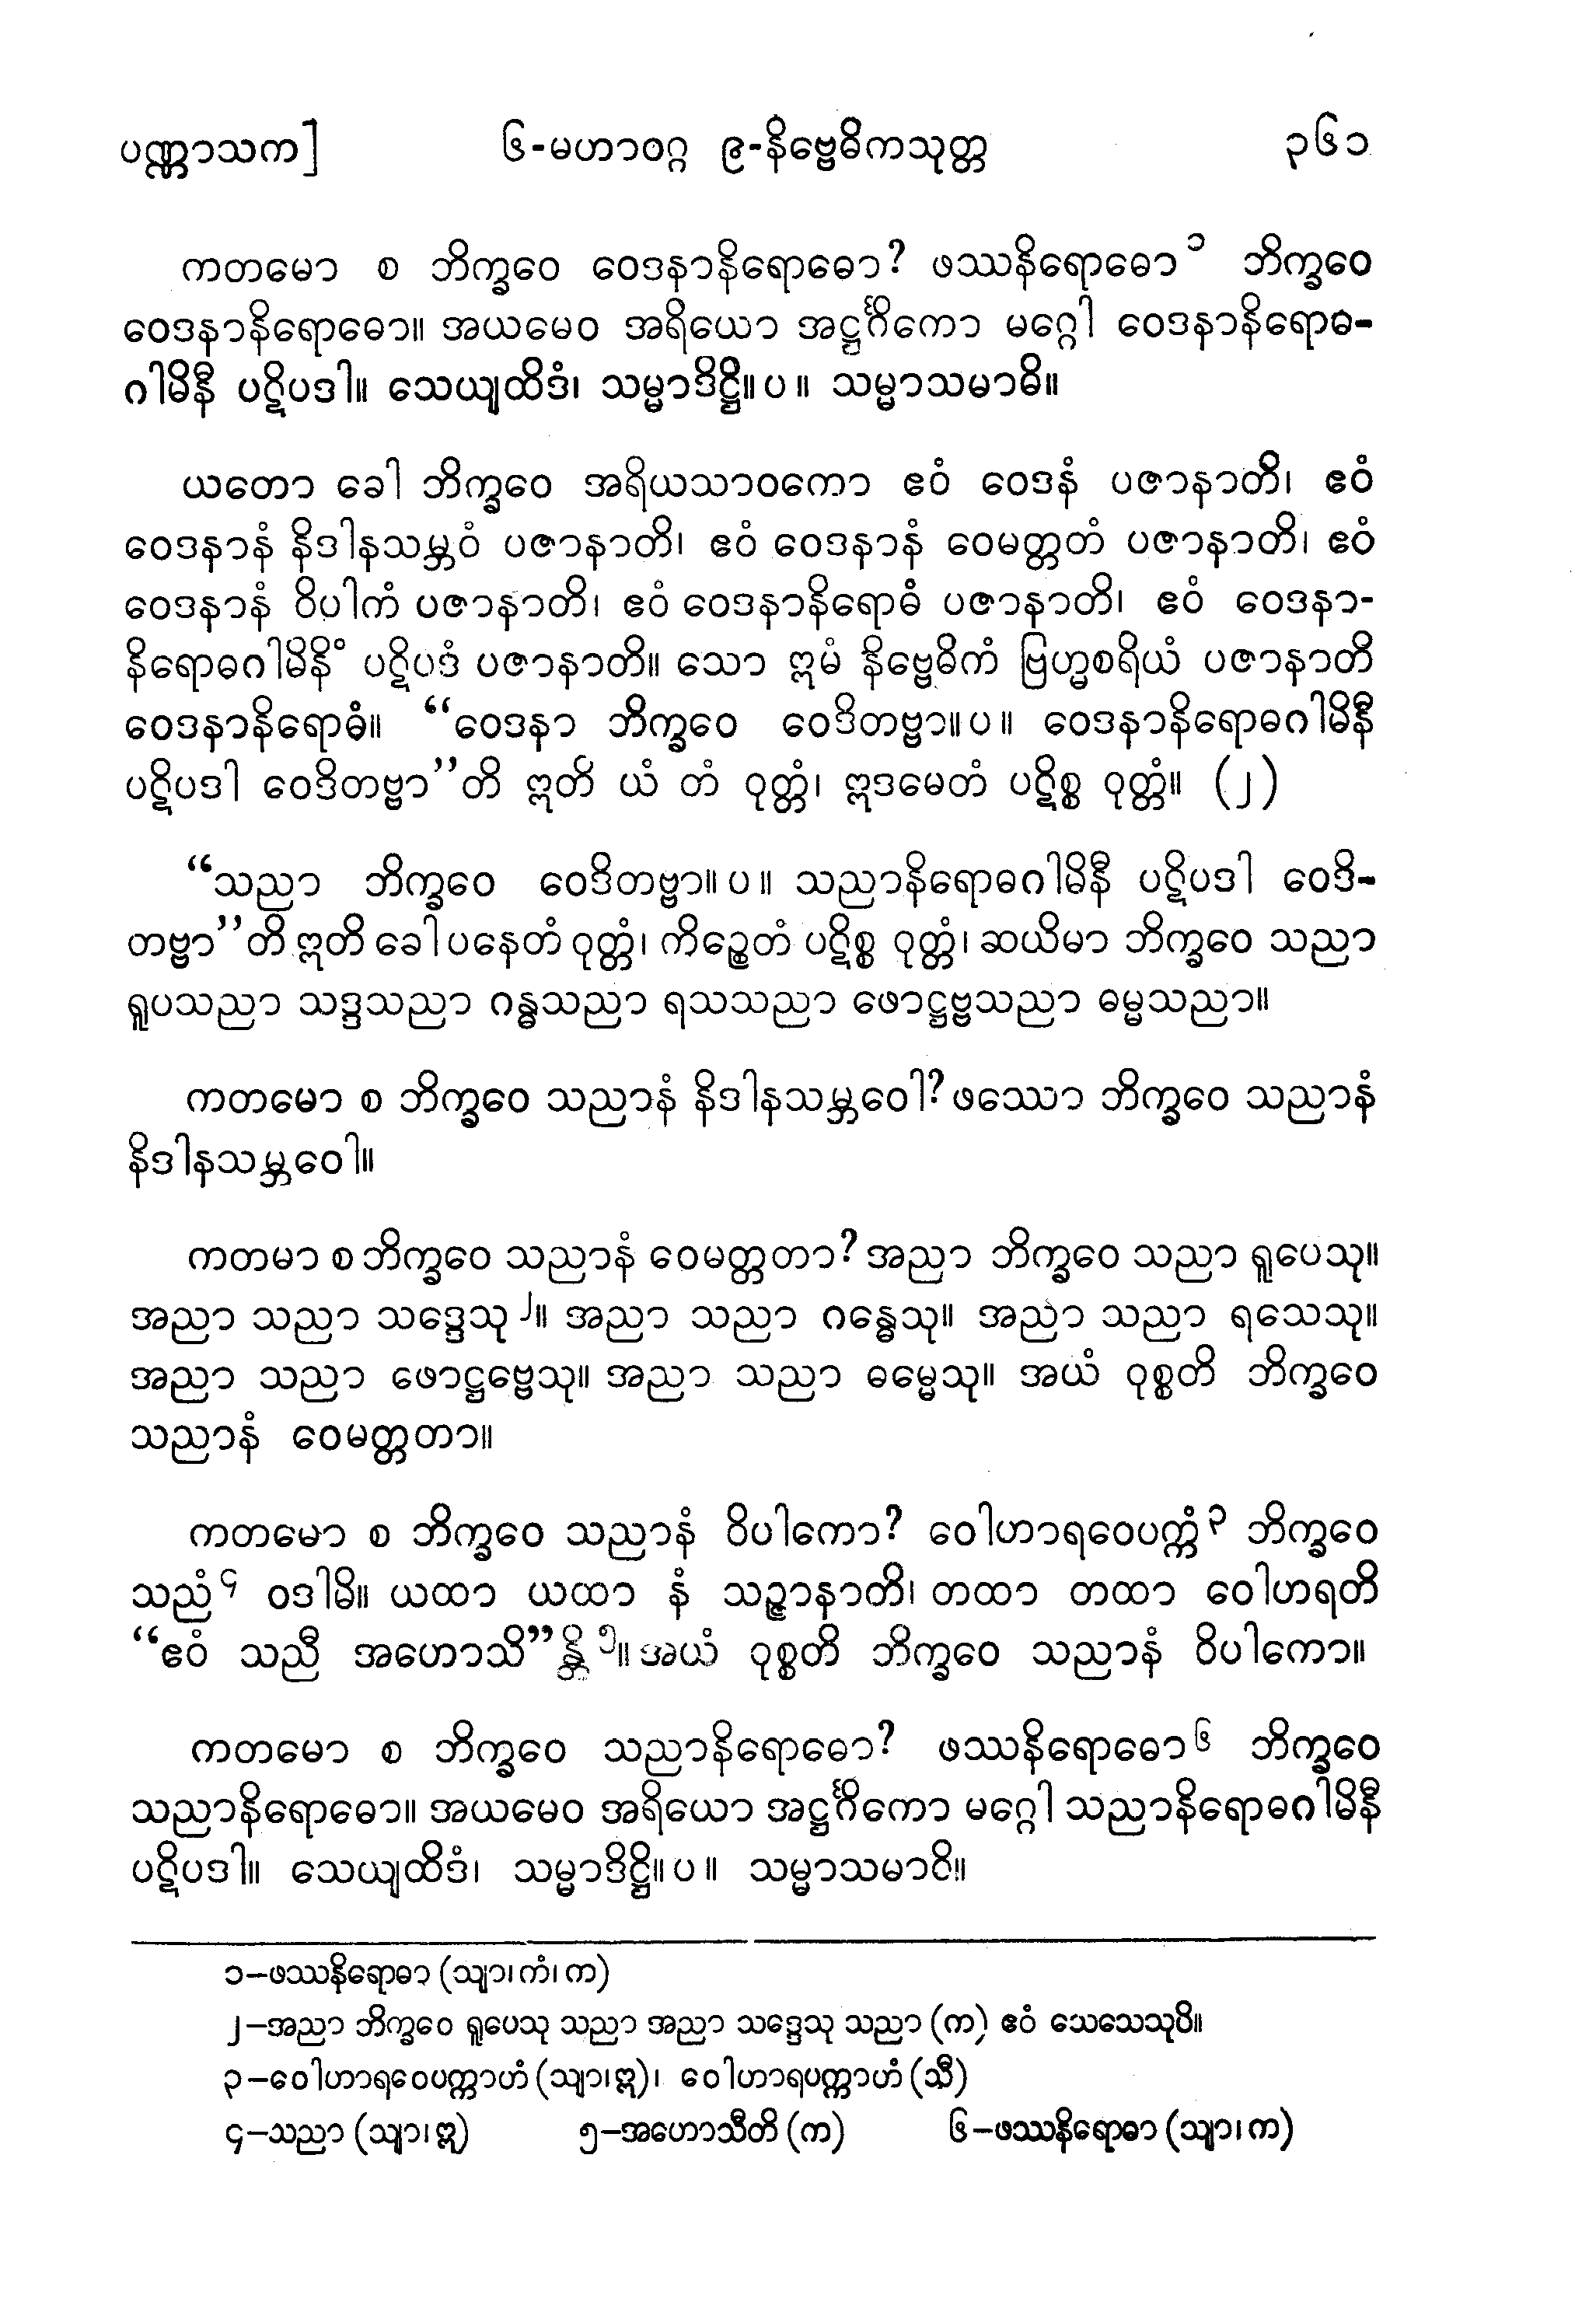 ပဏ္ဏာသက] ၆-မဟာဝဂ္ဂ ၉-နိဗ္ဗေဓိကသုတ္တ ၃၆၁
ကတမော စ ဘိက္ခဝေ ဝေဒနာနိရောဓော? ဖဿနိရောဓော၁ ဘိက္ခဝေ
ဝေဒနာနိရောဓော။ အယမေဝ အရိယော အဋ္ဌင်္ဂိကော မဂ္ဂေါ ဝေဒနာနိရောဓ-
ဂါမိနီ ပဋိပဒါ။ သေယျထိဒံ၊ သမ္မာဒိဋ္ဌိ။ပ။ သမ္မာသမာဓိ။
ယတော ခေါ ဘိက္ခဝေ အရိယသာဝကော ဧဝံ ဝေဒနံ ပဇာနာတိ၊ ဧဝံ
ဝေဒနာနံ နိဒါနသမ္ဘဝံ ပဇာနာတိ၊ ဧဝံ ဝေဒနာနံ ဝေမတ္တတံ ပဇာနာတိ၊ ဧဝံ
ဝေဒနာနံ ဝိပါကံ ပဇာနာတိ၊ ဧဝံ ဝေဒနာနိရောဓံ ပဇာနာတိ၊ ဧဝံ ဝေဒနာ-
နိရောဓဂါမိနိံ ပဋိပဒံ ပဇာနာတိ။ သော ဣမံ နိဗ္ဗေဓိကံ ဗြဟ္မစရိယံ ပဇာနာတိ
ဝေဒနာနိရောဓံ။ “ဝေဒနာ ဘိက္ခဝေ ဝေဒိတဗ္ဗာ။ပ။ ဝေဒနာနိရောဓဂါမိနီ
ပဋိပဒါ ဝေဒိတဗ္ဗာ”တိ ဣတိ ယံ တံ ဝုတ္တံ၊ ဣဒမေတံ ပဋိစ္စ ဝုတ္တံ။ (၂)
“သညာ ဘိက္ခဝေ ဝေဒိတဗ္ဗာ။ပ။ သညာနိရောဓဂါမိနီ ပဋိပဒါ ဝေဒိ-
တဗ္ဗာ”တိ ဣတိ ခေါ ပနေတံ ဝုတ္တံ၊ ကိဉ္စေတံ ပဋိစ္စ ဝုတ္တံ၊ ဆယိမာ ဘိက္ခဝေ သညာ
ရူပသညာ သဒ္ဒသညာ ဂန္ဓသညာ ရသသညာ ဖောဋ္ဌဗ္ဗသညာ ဓမ္မသညာ။
ကတမော စ ဘိက္ခဝေ သညာနံ နိဒါနသမ္ဘဝေါ? ဖဿော ဘိက္ခဝေ သညာနံ
နိဒါနသမ္ဘဝေါ။
ကတမာ စ ဘိက္ခဝေ သညာနံ ဝေမတ္တတာ? အညာ ဘိက္ခဝေ သညာ ရူပေသု။
အညာ သညာ သဒ္ဒေသု၂။ အညာ သညာ ဂန္ဓေသု။ အညာ သညာ ရသေသု။
အညာ သညာ ဖောဋ္ဌဗ္ဗေသု။ အညာ သညာ ဓမ္မေသု။ အယံ ဝုစ္စတိ ဘိက္ခဝေ
သညာနံ ဝေမတ္တတာ။
ကတမော စ ဘိက္ခဝေ သညာနံ ဝိပါကော? ဝေါဟာရဝေပက္ကံ၃ ဘိက္ခဝေ
သညံ၄ ဝဒါမိ။ ယထာ ယထာ နံ သဉ္ဇာနာတိ၊ တထာ တထာ ဝေါဟရတိ
“ဧဝံ သညီ အဟောသိ”န္တိ၅။ အယံ ဝုစ္စတိ ဘိက္ခဝေ သညာနံ ဝိပါကော။
ကတမော စ ဘိက္ခဝေ သညာနိရောဓော? ဖဿနိရောဓော၆ ဘိက္ခဝေ
သညာနိရောဓော။ အယမေဝ အရိယော အဋ္ဌင်္ဂိကော မဂ္ဂေါ သညာနိရောဓဂါမိနီ
ပဋိပဒါ။ သေယျထိဒံ၊ သမ္မာဒိဋ္ဌိ။ပ။ သမ္မာသမာဓိ။
၁–ဖဿနိရောဓာ (သျာ၊ ကံ၊ က)
၂–အညာ ဘိက္ခဝေ ရူပေသု သညာ အညာ သဒ္ဒေသု သညာ (က) ဧဝံ သေသေသုပိ။
၃–ဝေါဟာရဝေပက္ကာဟံ (သျာ၊ ဣ)၊ ဝေါဟာရပက္ကာဟံ (သီ)
၄–သညာ (သျာ၊ ဣ) ၅–အဟောသီတိ (က) ၆–ဖဿနိရောဓာ (သျာ၊ က)